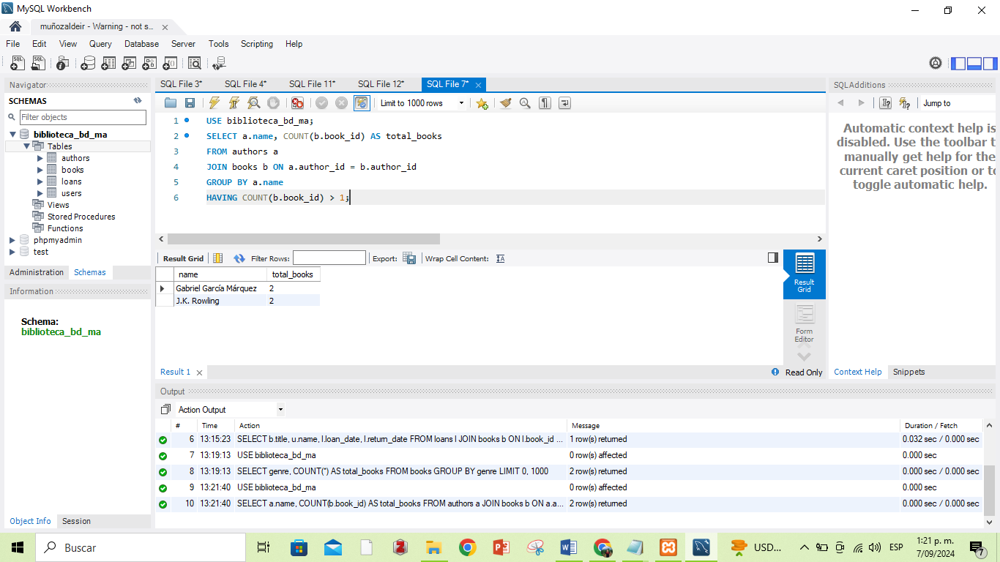 MySQL Workbench
muñozaldeir - Warning - not s...
File Edit View Query Database Server Tools Scripting Help
Navigator
SCHEMAS
Filter objects
biblioteca_bd_ma
Tables
authors
books
loans
users
Views
Stored Procedures
Functions
phpmyadmin
test
Administration Schemas
Information
Schema:
biblioteca_bd_ma
Object Info Session
SQL File 3* SQL File 4* SQL File 11* SQL File 12* SQL File 7*
Limit to 1000 rows
1 USE biblioteca_bd_ma;
2 SELECT a.name, COUNT(b.book_id) AS total_books
3 FROM authors a
4 JOIN books b ON a.author_id = b.author_id
5 GROUP BY a.name
6 HAVING COUNT(b.book_id) > 1;
Result Grid Filter Rows: Export: Wrap Cell Content:
name total_books
Gabriel García Márquez 2
J.K. Rowling 2
Result Grid
Form Editor
Result 1 Read Only
SQLAdditions
Jump to
Automatic context help is
disabled. Use the toolbar t
manually get help for the
current caret position or to
toggle automatic help.
Context Help Snippets
Output
Action Output
# Time Action Message Duration / Fetch
6 13:15:23 SELECT b.title, u.name, l.loan_date, l.return_date FROM loans l JOIN books b ON l.book_id ... 1 row(s) returned 0.032 sec / 0.000 sec
7 13:19:13 USE biblioteca_bd_ma 0 row(s) affected 0.000 sec
8 13:19:13 SELECT genre, COUNT(*) AS total_books FROM books GROUP BY genre LIMIT 0, 1000 2 row(s) returned 0.000 sec / 0.000 sec
9 13:21:40 USE biblioteca_bd_ma 0 row(s) affected 0.000 sec
10 13:21:40 SELECT a.name, COUNT(b.book_id) AS total_books FROM authors a JOIN books b ON a.a... 2 row(s) returned 0.000 sec / 0.000 sec
Buscar
USD...
ESP
1:21 p. m.
7/09/2024
7